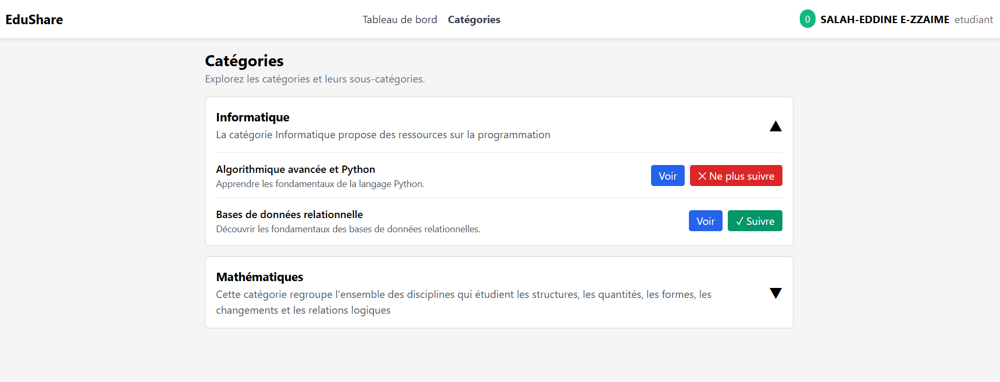 EduShare
Tableau de bord
Catégories
0
SALAH-EDDINE E-ZZAIME
etudiant
Catégories
Explorez les catégories et leurs sous-catégories.
Informatique
La catégorie Informatique propose des ressources sur la programmation
▲
Algorithmique avancée et Python
Apprendre les fondamentaux de la langage Python.
Voir
✕ Ne plus suivre
Bases de données relationnelle
Découvrir les fondamentaux des bases de données relationnelles.
Voir
✓ Suivre
Mathématiques
Cette catégorie regroupe l’ensemble des disciplines qui étudient les structures, les quantités, les formes, les
changements et les relations logiques
▼